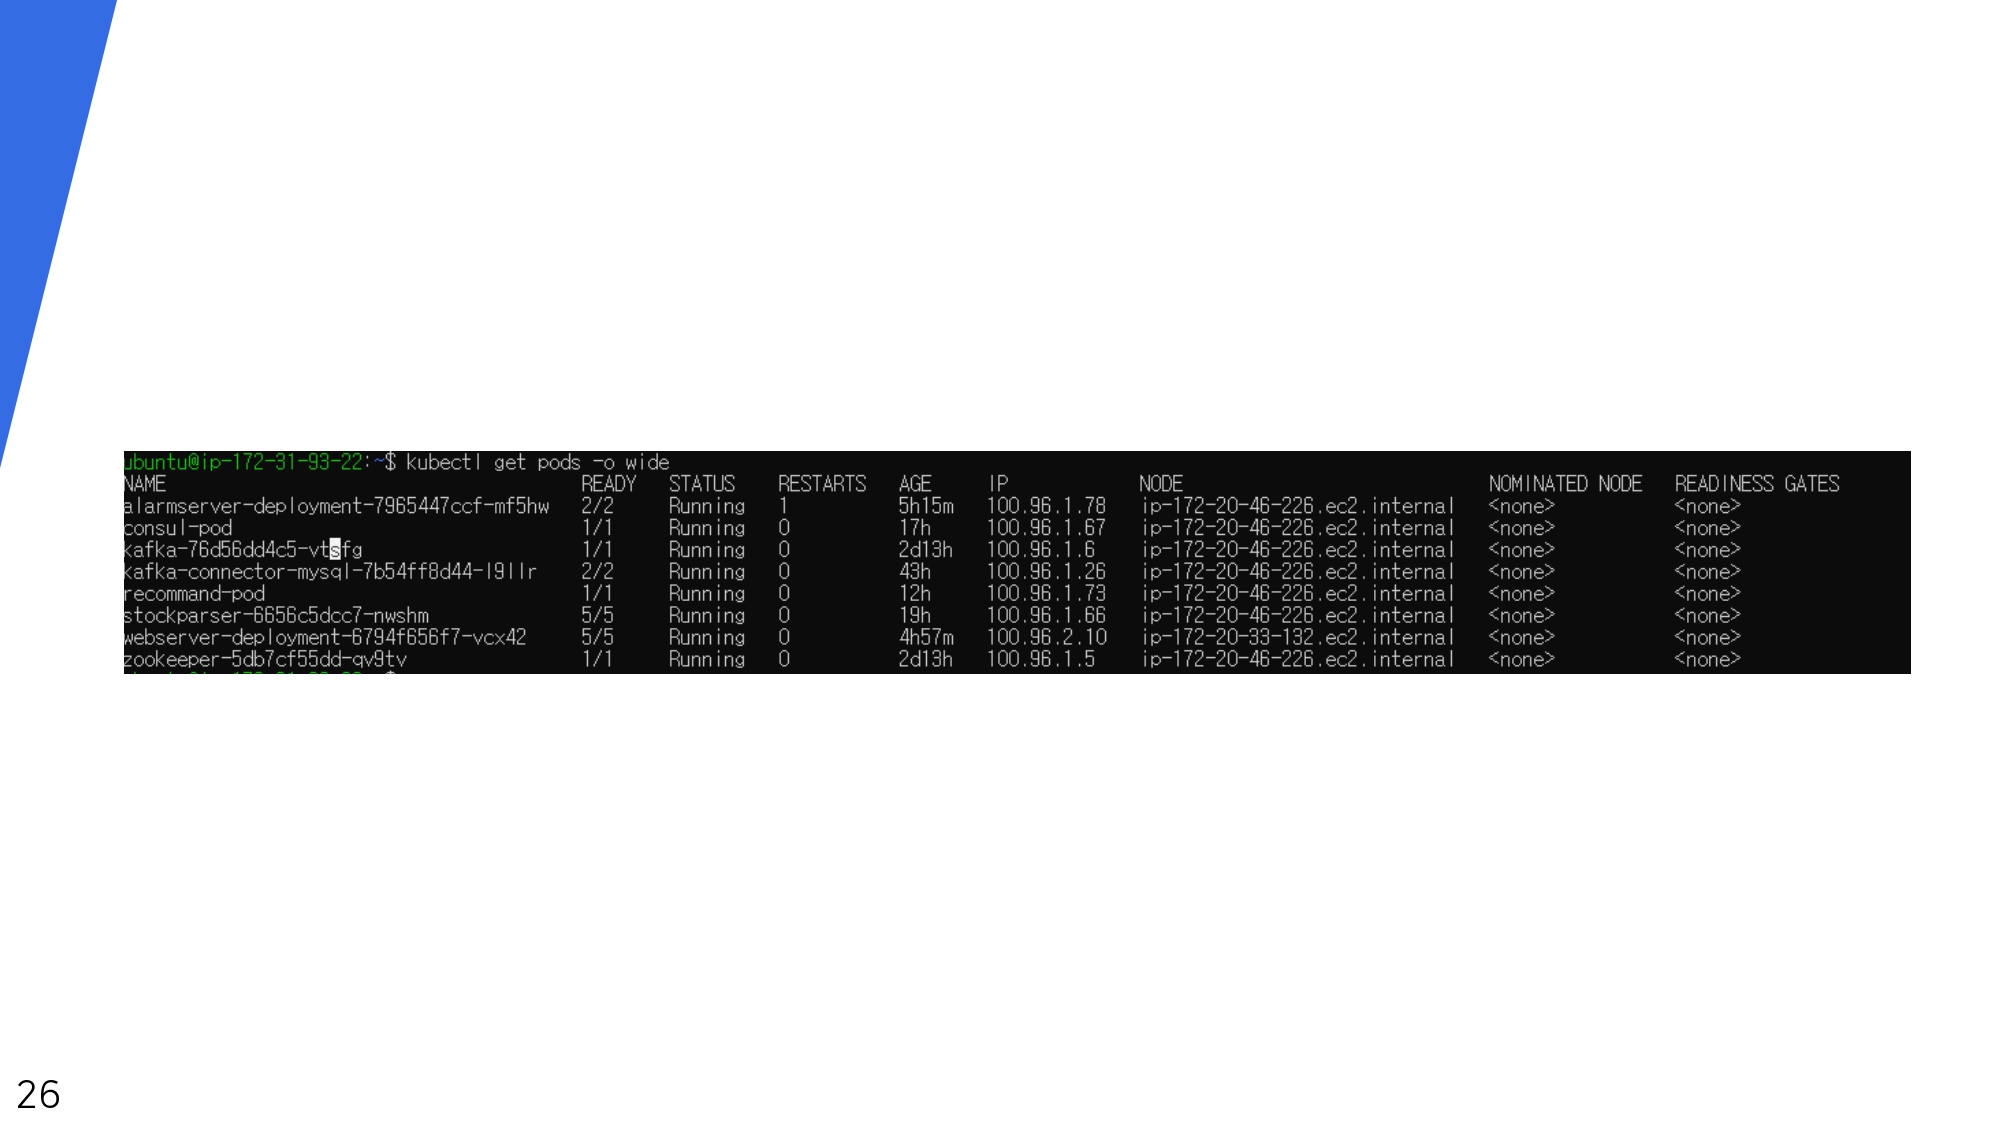 ubuntu@ip-172-31-93-22:~$ kubectl get pods -o wide
NAME READY STATUS RESTARTS AGE IP NODE NOMINATED NODE READINESS GATES
alarmserver-deployment-7965447ccf-mf5hw 2/2 Running 1 5h15m 100.96.1.78 ip-172-20-46-226.ec2.internal <none> <none>
consul-pod 1/1 Running 0 17h 100.96.1.67 ip-172-20-46-226.ec2.internal <none> <none>
kafka-76d56dd4c5-vtsfg 1/1 Running 0 2d13h 100.96.1.6 ip-172-20-46-226.ec2.internal <none> <none>
kafka-connector-mysql-7b54ff8d44-l9llr 2/2 Running 0 43h 100.96.1.26 ip-172-20-46-226.ec2.internal <none> <none>
recommand-pod 1/1 Running 0 12h 100.96.1.73 ip-172-20-46-226.ec2.internal <none> <none>
stockparser-6656c5dcc7-nwshm 5/5 Running 0 19h 100.96.1.66 ip-172-20-46-226.ec2.internal <none> <none>
webserver-deployment-6794f656f7-vcx42 5/5 Running 0 4h57m 100.96.2.10 ip-172-20-33-132.ec2.internal <none> <none>
zookeeper-5db7cf55dd-qv9tv 1/1 Running 0 2d13h 100.96.1.5 ip-172-20-46-226.ec2.internal <none> <none>
26